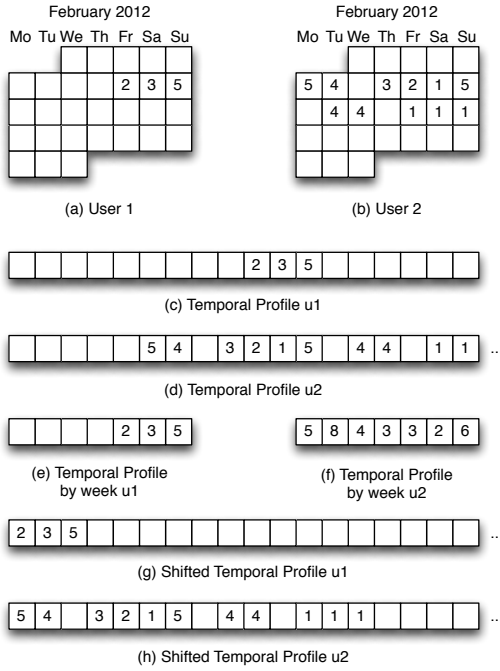 February 2012 February 2012
Mo Tu We Th Fr Sa Su Mo Tu We Th Fr Sa Su
2 3 5 5 4 3 2 1 5
4 4 1 1 1
(a) User 1 (b) User 2
2 3 5
(c) Temporal Profile u1
5 4 3 2 1 5 4 4 1 1 ..
(d) Temporal Profile u2
2 3 5 5 8 4 3 3 2 6
(e) Temporal Profile (f) Temporal Profile
by week u1 by week u2
2 3 5 ..
(g) Shifted Temporal Profile u1
5 4 3 2 1 5 4 4 1 1 1 ..
(h) Shifted Temporal Profile u2